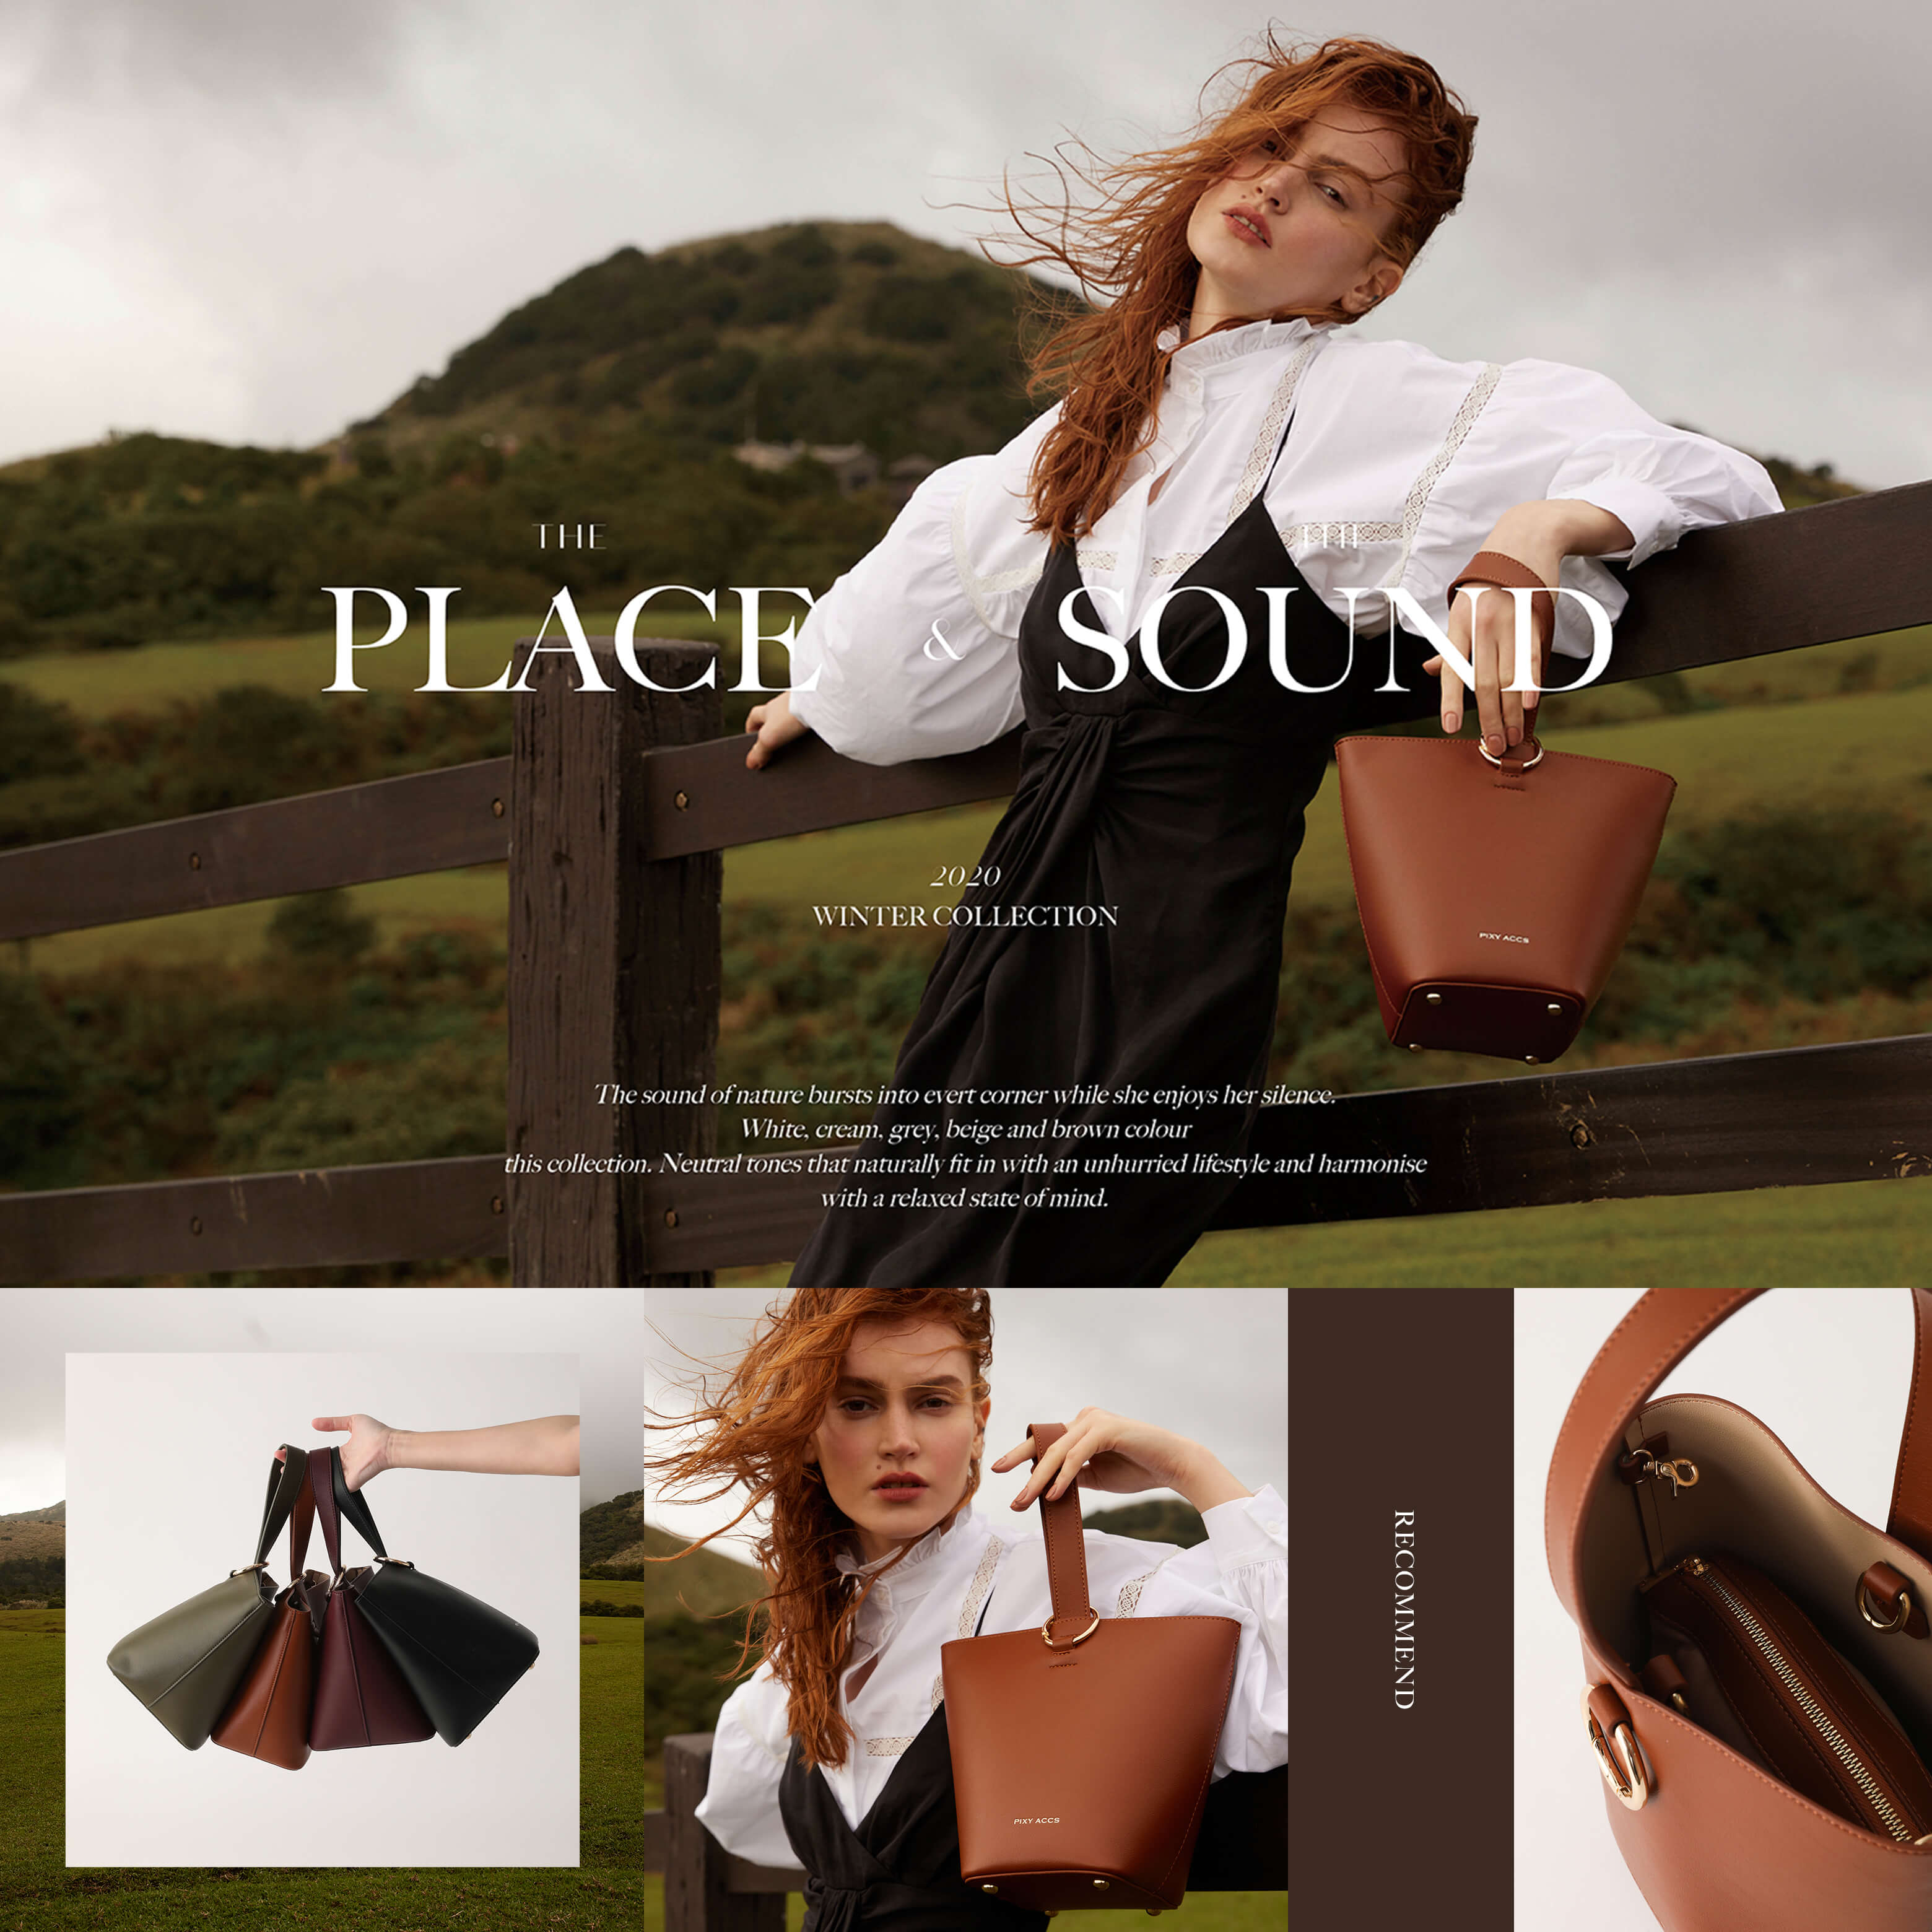 THE
THE
PLACE & SOUND
2020
WINTER COLLECTION
PIXY ACCS
The sound of nature bursts into evert corner while she enjoys her silence.
White, cream, grey, beige and brown colour
this collection. Neutral tones that naturally fit in with an unhurried lifestyle and harmonise
with a relaxed state of mind.
PIXY ACCS
RECOMMEND